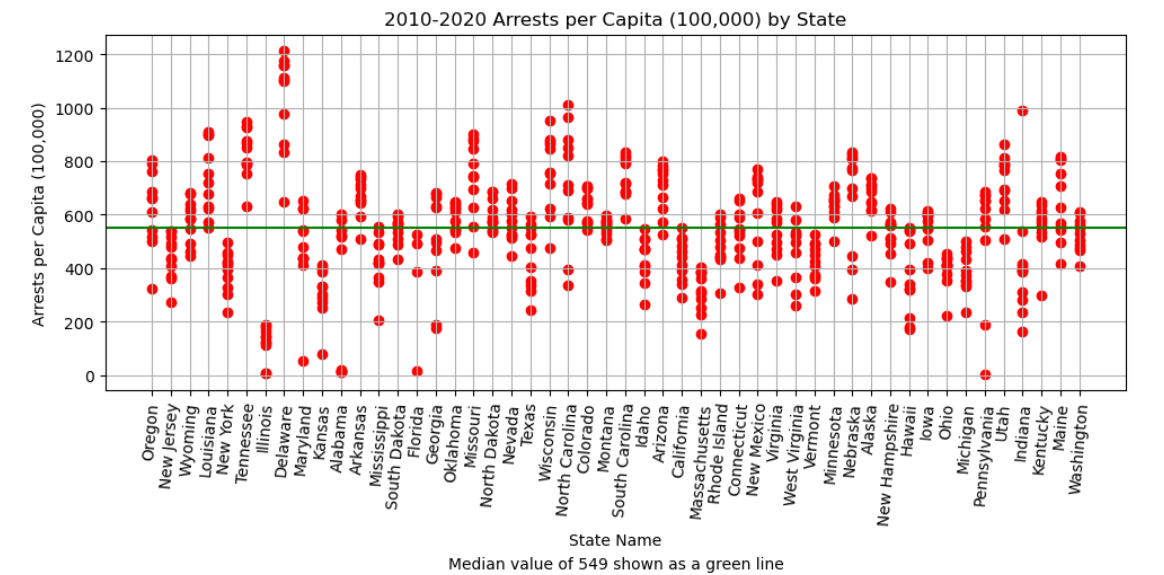 2010-2020 Arrests per Capita (100,000) by State
Arrests per Capita (100,000)
1200
1000
800
600
400
200
0
Oregon
New Jersey
Wyoming
Louisiana
New York
Tennessee
Illinois
Delaware
Maryland
Kansas
Alabama
Arkansas
Mississippi
South Dakota
Florida
Georgia
Oklahoma
Missouri
North Dakota
Nevada
Texas
Wisconsin
North Carolina
Colorado
Montana
South Carolina
Idaho
Arizona
California
Massachusetts
Rhode Island
Connecticut
New Mexico
Virginia
West Virginia
Vermont
Minnesota
Nebraska
Alaska
New Hampshire
Hawaii
Iowa
Ohio
Michigan
Pennsylvania
Utah
Indiana
Kentucky
Maine
Washington
State Name
Median value of 549 shown as a green line